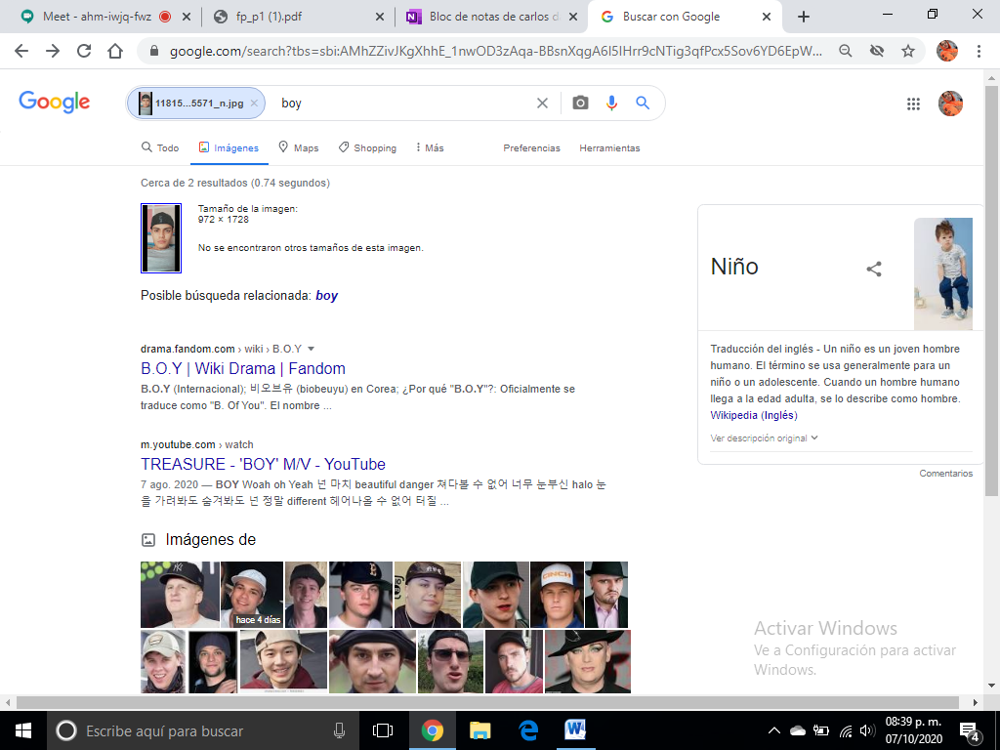 Meet - ahm-iwjq-fwz
fp_p1 (1).pdf
Bloc de notas de carlos d
Buscar con Google
google.com/search?tbs=sbi:AMhZZivJKgXhhE_1nwOD3zAqa-BBsnXqgA6I5IHrr9cNTig3qfPcx5Sov6YD6EpW...
Google
11815...5571_n.jpg
boy
Todo
Imágenes
Maps
Shopping
Más
Preferencias
Herramientas
Cerca de 2 resultados (0.74 segundos)
Tamaño de la imagen:
972 × 1728
No se encontraron otros tamaños de esta imagen.
Posible búsqueda relacionada: boy
drama.fandom.com › wiki › B.O.Y
B.O.Y | Wiki Drama | Fandom
B.O.Y (Internacional); 비오브유 (biobeuyu) en Corea; ¿Por qué "B.O.Y"?: Oficialmente se
traduce como "B. Of You". El nombre ...
m.youtube.com › watch
TREASURE - 'BOY' M/V - YouTube
7 ago. 2020 — BOY Woah oh Yeah 넌 마치 beautiful danger 쳐다볼 수 없어 너무 눈부신 halo 눈
을 가려봐도 숨겨봐도 넌 정말 different 헤어나올 수 없어 터질 ...
Imágenes de
hace 4 días
CINCH
Niño
Traducción del inglés - Un niño es un joven hombre
humano. El término se usa generalmente para un
niño o un adolescente. Cuando un hombre humano
llega a la edad adulta, se lo describe como hombre.
Wikipedia (Inglés)
Ver descripción original
Comentarios
Activar Windows
Ve a Configuración para activar
Windows.
Escribe aquí para buscar
08:39 p. m.
07/10/2020
4